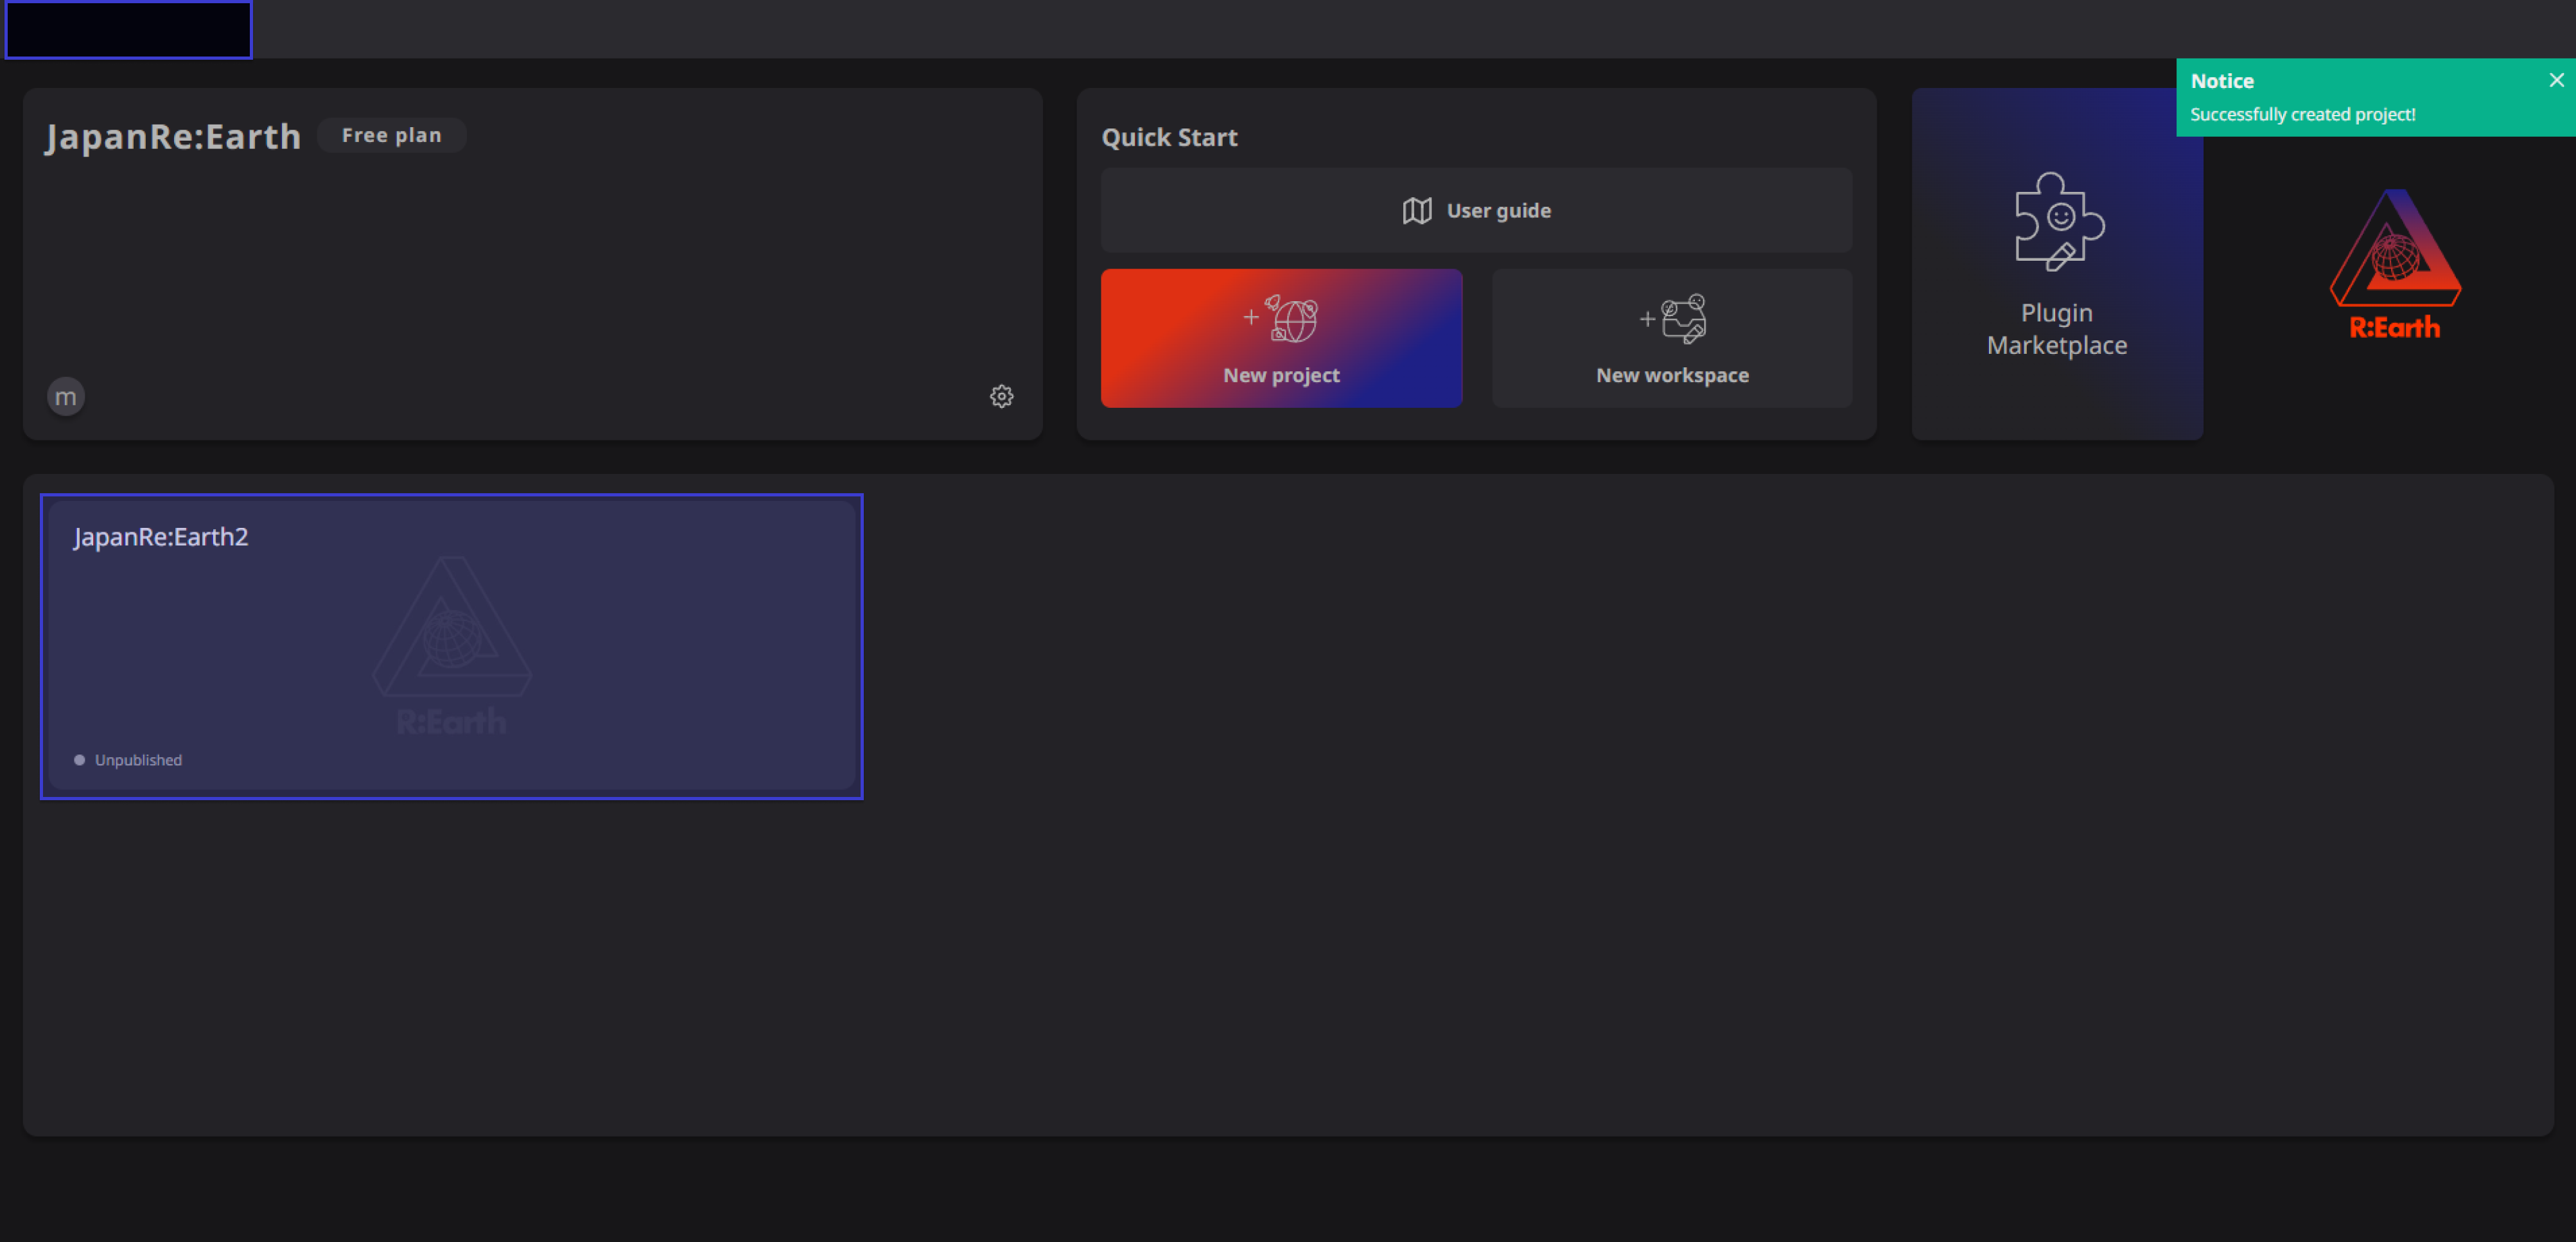 JapanRe:Earth
Free plan
m
Quick Start
User guide
New project
New workspace
Plugin
Marketplace
Notice
Successfully created project!
R:Earth
JapanRe:Earth2
R:Earth
Unpublished